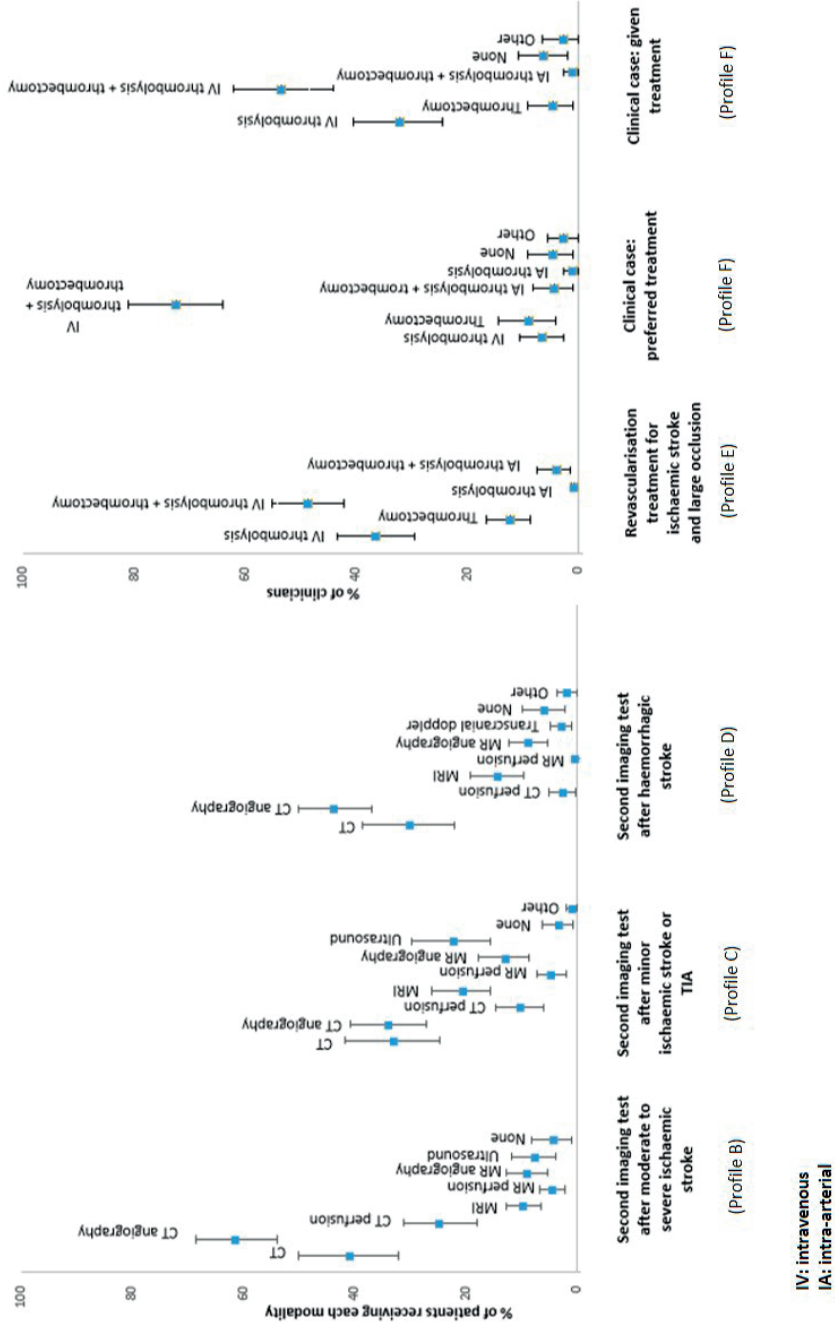 % of patients receiving each modality
0
20
40
60
80
100
CT
CT angiography
CT perfusion
MRI
MR perfusion
MR angiography
Ultrasound
None
Second imaging test
after moderate to
severe ischaemic
stroke
(Profile B)
CT
CT angiography
CT perfusion
MRI
MR perfusion
MR angiography
Ultrasound
None
Other
Second imaging test
after minor
ischaemic stroke or
TIA
(Profile C)
CT
CT angiography
CT perfusion
MRI
MR perfusion
MR angiography
Transcranial doppler
None
Other
Second imaging test
after haemorrhagic
stroke
(Profile D)
% of clinicians
0
20
40
60
80
100
IV thrombolysis
Thrombectomy
IV thrombolysis + thrombectomy
IA thrombolysis
IA thrombolysis + thrombectomy
Revascularisation
treatment for
ischaemic stroke
and large occlusion
(Profile E)
IV thrombolysis
Thrombectomy
IV
thrombolysis +
thrombectomy
IA thrombolysis + trombectomy
IA thrombolysis
None
Other
Clinical case:
preferred treatment
(Profile F)
IV thrombolysis
Thrombectomy
IV thrombolysis + thrombectomy
IA thrombolysis + thrombectomy
None
Other
Clinical case: given
treatment
(Profile F)
IV: intravenous
IA: intra-arterial